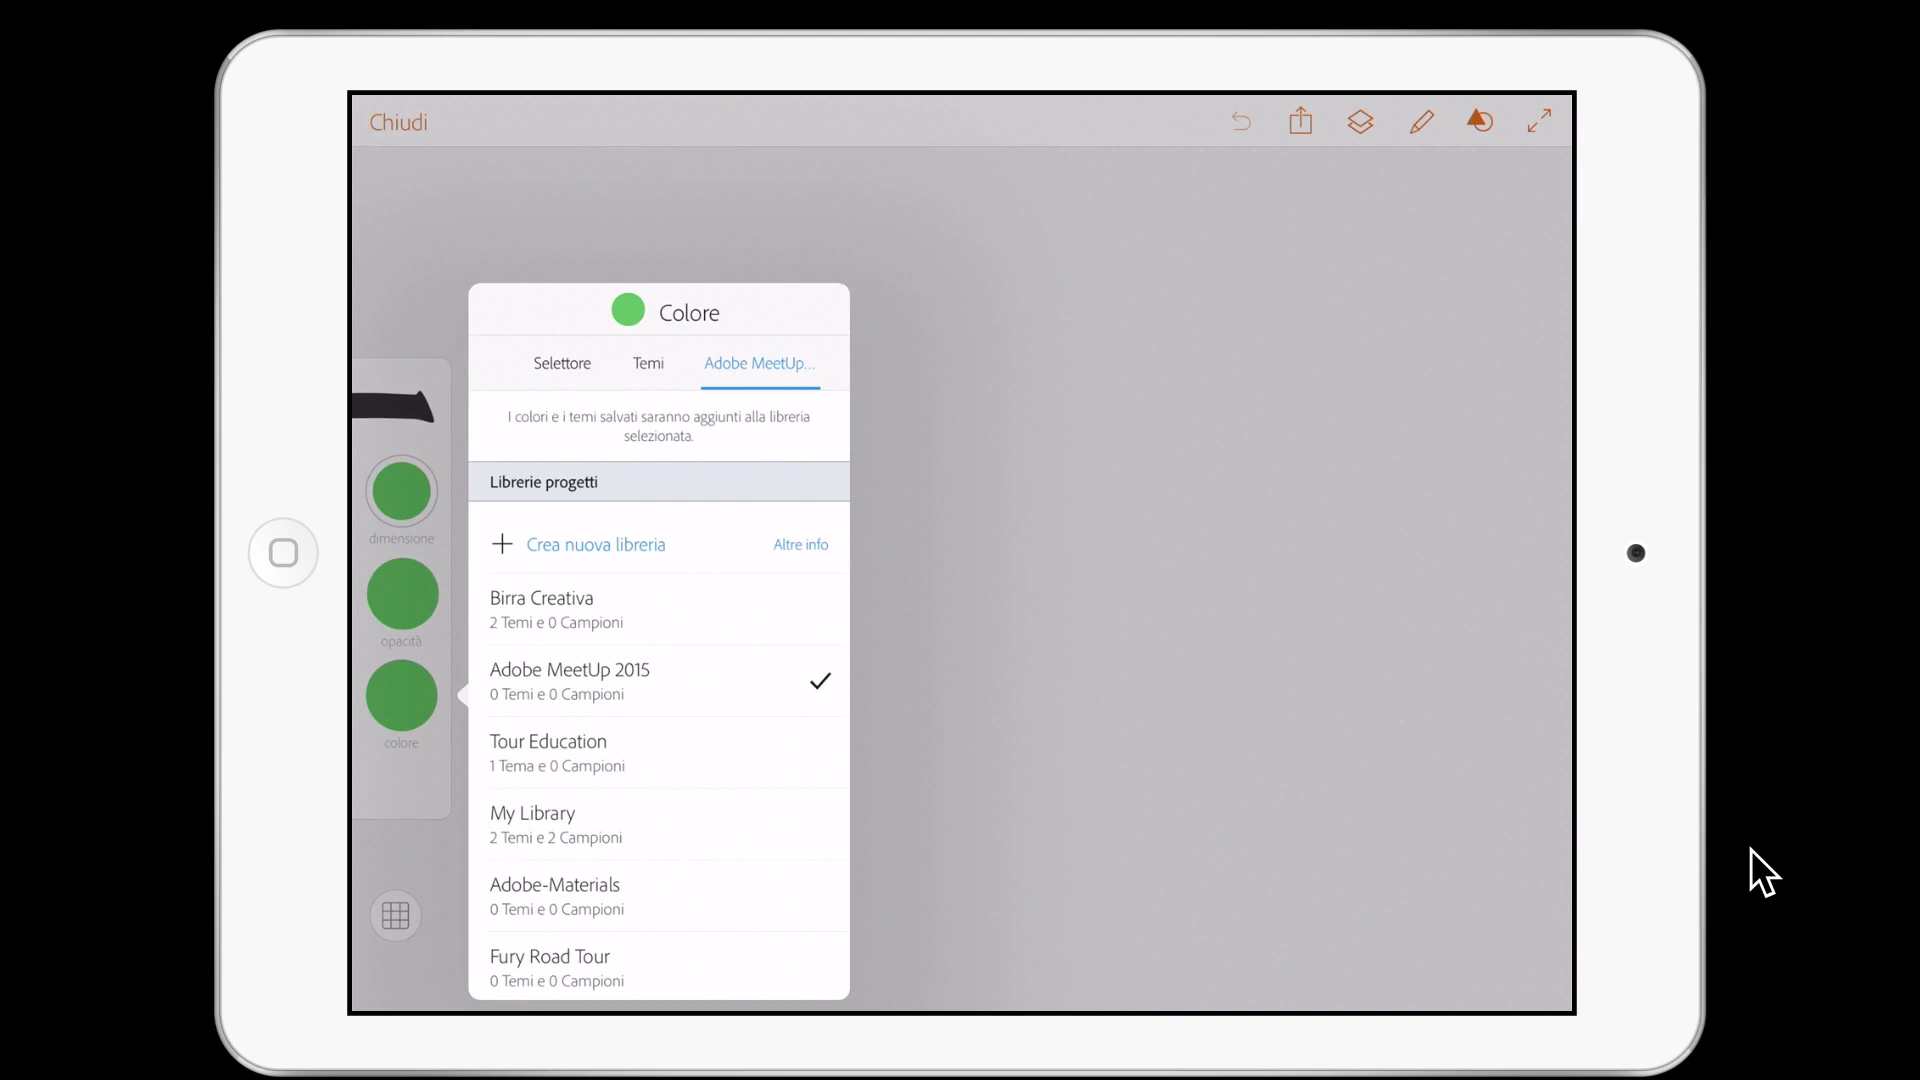 Chiudi
Colore
Selettore Temi Adobe MeetUp...
I colori e i temi salvati saranno aggiunti alla libreria
selezionata.
Librerie progetti
Crea nuova libreria Altre info
Birra Creativa
2 Temi e 0 Campioni
Adobe MeetUp 2015
0 Temi e 0 Campioni
Tour Education
1 Tema e 0 Campioni
My Library
2 Temi e 2 Campioni
Adobe-Materials
0 Temi e 0 Campioni
Fury Road Tour
0 Temi e 0 Campioni
dimensione
opacità
colore